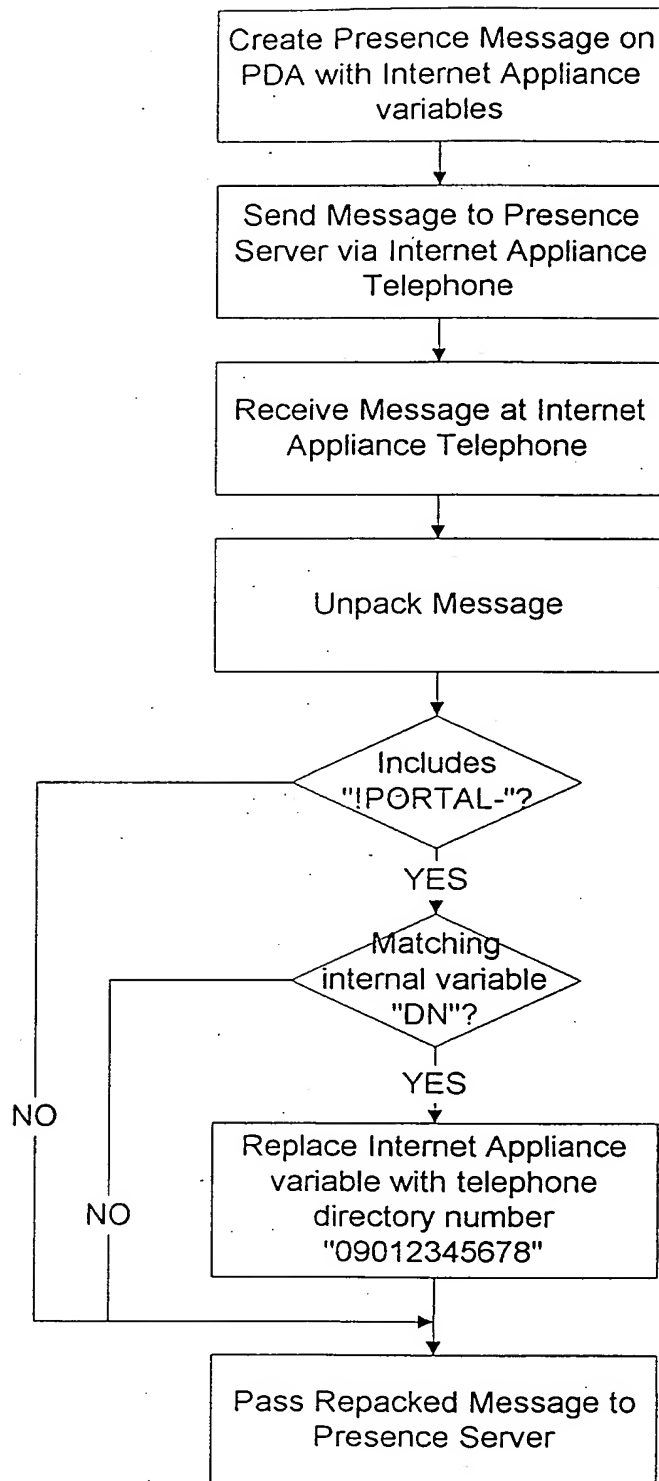 Create Presence Message on
PDA with Internet Appliance
variables
Send Message to Presence
Server via Internet Appliance
Telephone
Receive Message at Internet
Appliance Telephone
Unpack Message
Includes
"!PORTAL-"?
YES
Matching
internal variable
"DN"?
YES
NO
NO
Replace Internet Appliance
variable with telephone
directory number
"09012345678"
Pass Repacked Message to
Presence Server